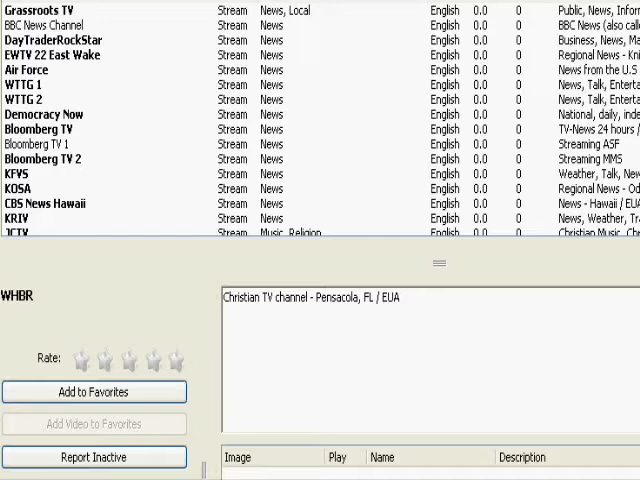 Grassroots TV Stream News, Local English 0.0 0 Public, News, Infor
BBC News Channel Stream News English 0.0 0 BBC News (also calle
DayTraderRockStar Stream News English 0.0 0 Business, News, Ma
EWTV 22 East Wake Stream News English 0.0 0 Regional News - Kni
Air Force Stream News English 0.0 0 News from the U.S
WTTG 1 Stream News English 0.0 0 News, Talk, Enterta
WTTG 2 Stream News English 0.0 0 News, Talk, Enterta
Democracy Now Stream News English 0.0 0 National, daily, inde
Bloomberg TV Stream News English 0.0 0 TV-News 24 hours /
Bloomberg TV 1 Stream News English 0.0 0 Streaming ASF
Bloomberg TV 2 Stream News English 0.0 0 Streaming MMS
KFVS Stream News English 0.0 0 Weather, Talk, New
KOSA Stream News English 0.0 0 Regional News - Od
CBS News Hawaii Stream News English 0.0 0 News - Hawaii / EUA
KRIV Stream News English 0.0 0 News, Weather, Tra
JCTV Stream Music, Religion English 0.0 0 Christian Music, Chr
WHBR
Christian TV channel - Pensacola, FL / EUA
Rate:
Add to Favorites
Add Video to Favorites
Report Inactive
Image Play Name Description